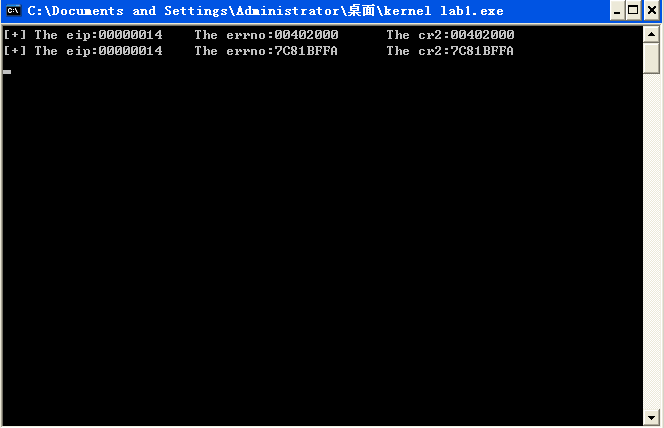 C:\Documents and Settings\Administrator\桌面\kernel lab1.exe
[+] The eip:00000014    The errno:00402000      The cr2:00402000
[+] The eip:00000014    The errno:7C81BFFA      The cr2:7C81BFFA